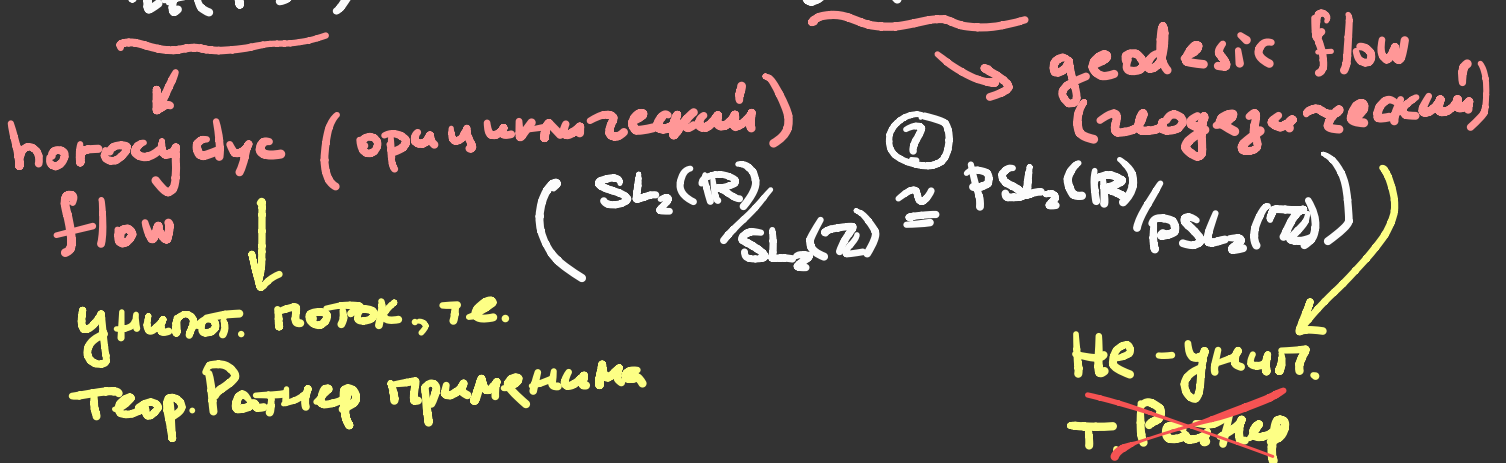 geodesic flow
(геодезический)
horocyclyc (орициклический)
flow
?
(SL₂(ℝ)/SL₂(ℤ) ≅ PSL₂(ℝ)/PSL₂(ℤ))
унипот. поток, т.е.
Теор. Ратнер применима
Не-унип.
т. Ратнер